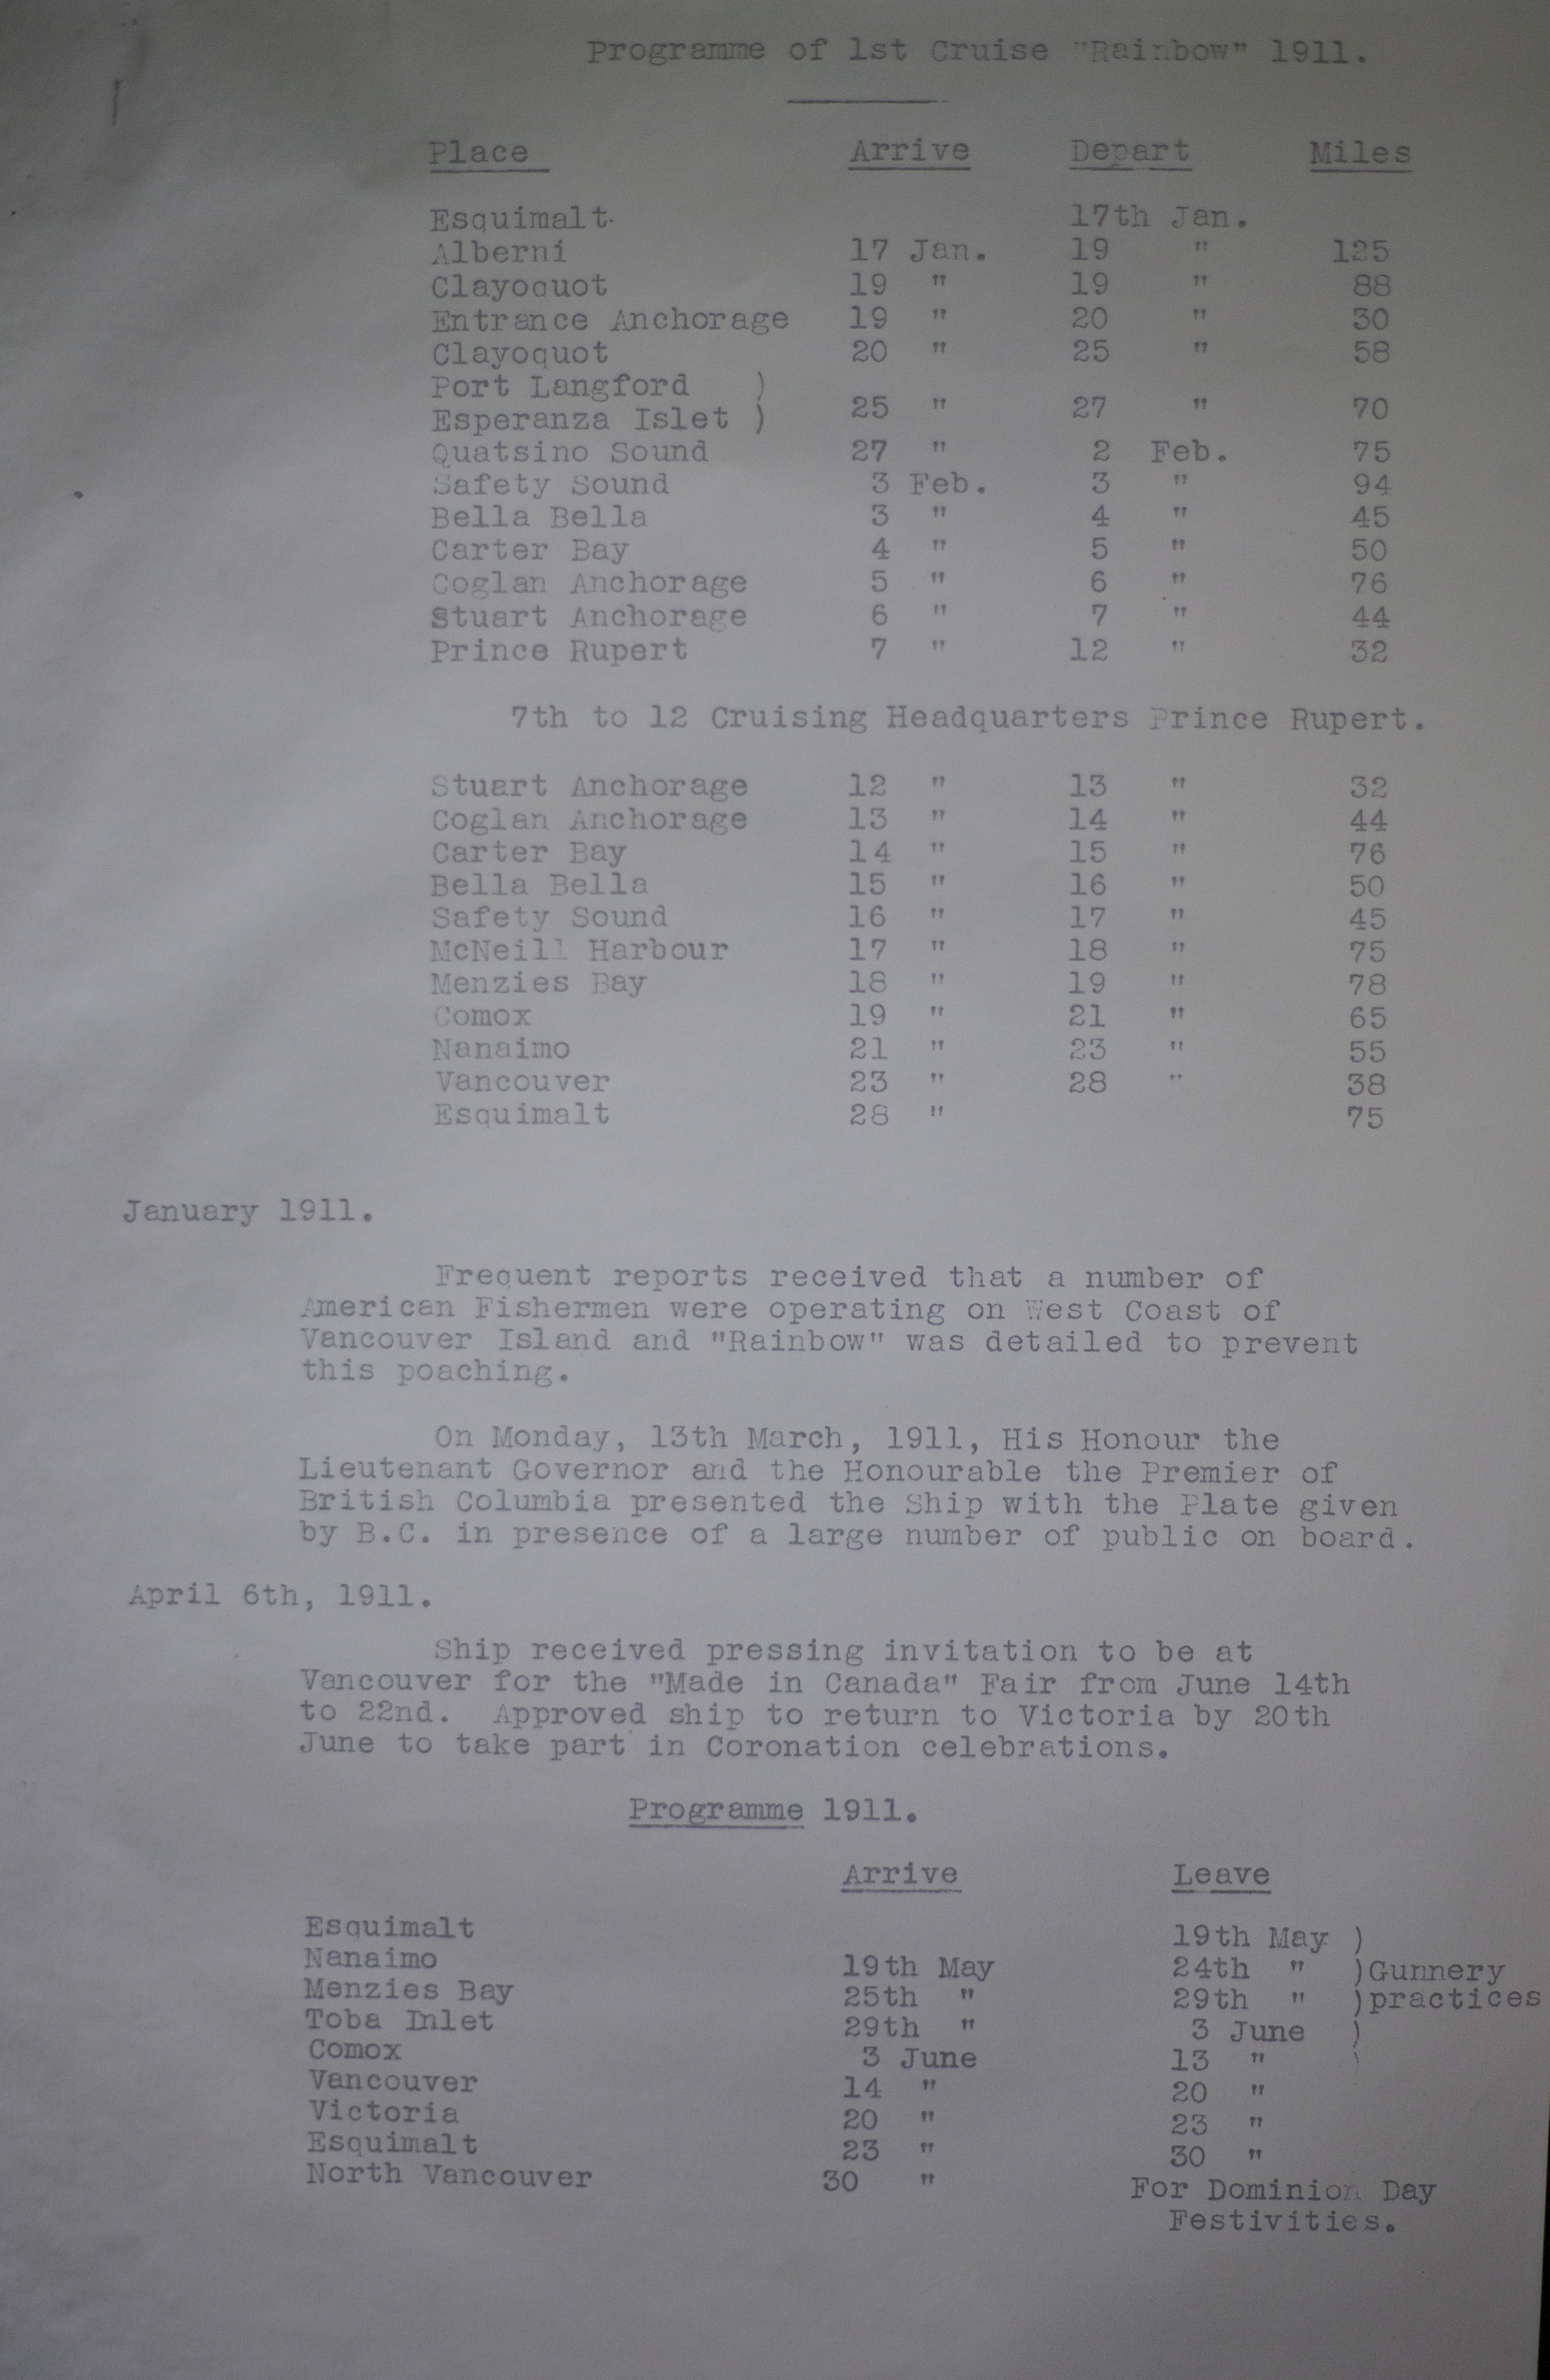 Programme of 1st Cruise "Rainbow" 1911.
Place Arrive Depart Miles
Esquimalt 17th Jan.
Alberni 17 Jan. 19 " 125
Clayoquot 19 " 19 " 88
Entrance Anchorage 19 " 20 " 30
Clayoquot 20 " 25 " 58
Port Langford )
Esperanza Islet ) 25 " 27 " 70
Quatsino Sound 27 " 2 Feb. 75
Safety Sound 3 Feb. 3 " 94
Bella Bella 3 " 4 " 45
Carter Bay 4 " 5 " 50
Coglan Anchorage 5 " 6 " 76
Stuart Anchorage 6 " 7 " 44
Prince Rupert 7 " 12 " 32
7th to 12 Cruising Headquarters Prince Rupert.
Stuart Anchorage 12 " 13 " 32
Coglan Anchorage 13 " 14 " 44
Carter Bay 14 " 15 " 76
Bella Bella 15 " 16 " 50
Safety Sound 16 " 17 " 45
McNeill Harbour 17 " 18 " 75
Menzies Bay 18 " 19 " 78
Comox 19 " 21 " 65
Nanaimo 21 " 23 " 55
Vancouver 23 " 28 " 38
Esquimalt 28 " 75
January 1911.
Frequent reports received that a number of
American Fishermen were operating on West Coast of
Vancouver Island and "Rainbow" was detailed to prevent
this poaching.
On Monday, 13th March, 1911, His Honour the
Lieutenant Governor and the Honourable the Premier of
British Columbia presented the Ship with the Plate given
by B.C. in presence of a large number of public on board.
April 6th, 1911.
Ship received pressing invitation to be at
Vancouver for the "Made in Canada" Fair from June 14th
to 22nd. Approved ship to return to Victoria by 20th
June to take part in Coronation celebrations.
Programme 1911.
Arrive Leave
Esquimalt 19th May )
Nanaimo 19th May 24th " )Gunnery
Menzies Bay 25th " 29th " )practices
Toba Inlet 29th " 3 June )
Comox 3 June 13 " )
Vancouver 14 " 20 "
Victoria 20 " 23 "
Esquimalt 23 " 30 "
North Vancouver 30 " For Dominion Day
Festivities.